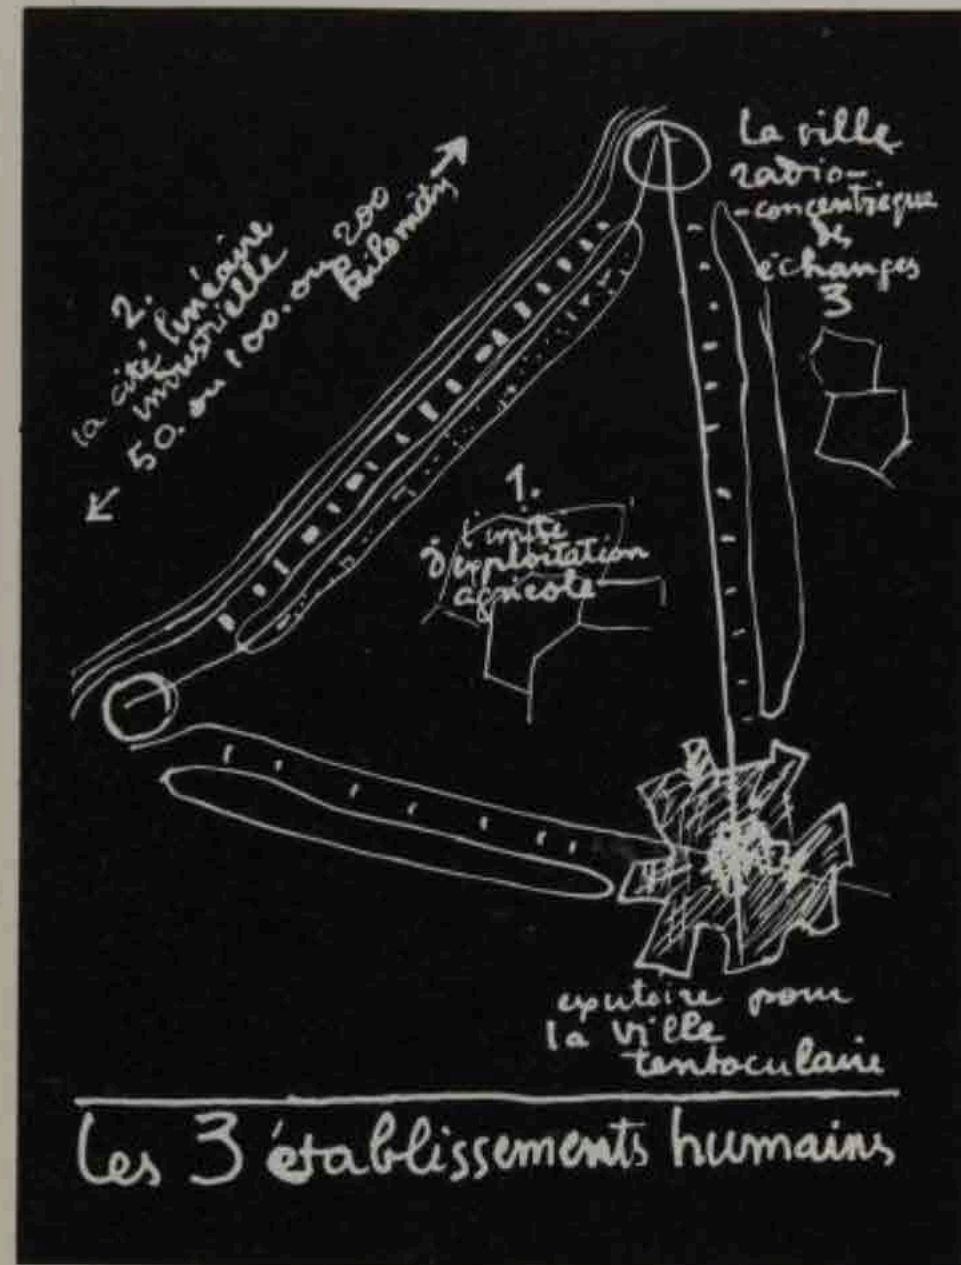 La ville
radio-
-concentrique
des
échanges
3
2.
la cité linéaire
industrielle
50. ou 100. ou 200
kilomètres
1.
l'unité
d'exploitation
agricole
exutoire pour
la ville
tentaculaire
Les 3 établissements humains